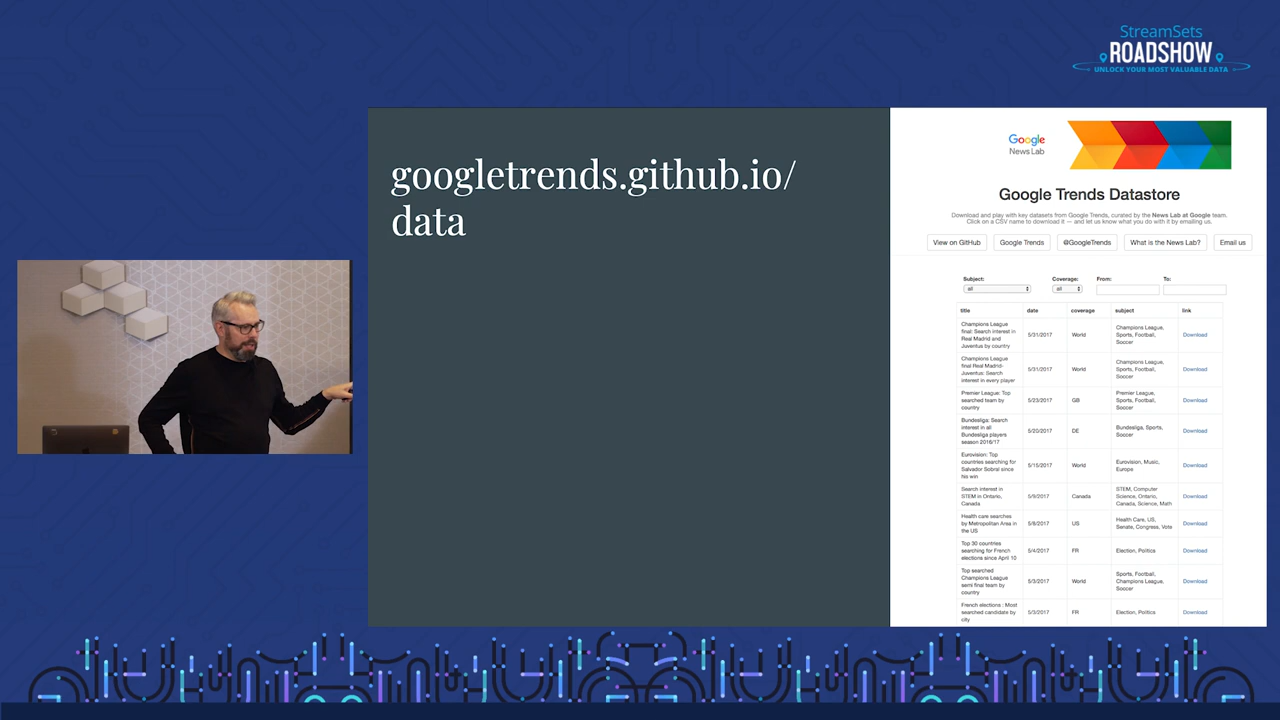 StreamSets
ROADSHOW
UNLOCK YOUR MOST VALUABLE DATA
googletrends.github.io/
data
Google
News Lab
Google Trends Datastore
Download and play with key datasets from Google Trends, curated by the News Lab at Google team.
Click on a CSV name to download it — and let us know what you do with it by emailing us.
View on GitHub Google Trends @GoogleTrends What is the News Lab? Email us
Subject: Coverage: From: To:
all all
title date coverage subject link
Champions League
final: Search interest in
Real Madrid and
Juventus by country
5/31/2017 World
Champions League,
Sports, Football,
Soccer
Download
Champions League
final Real Madrid-
Juventus: Search
interest in every player
5/31/2017 World
Champions League,
Sports, Football,
Soccer
Download
Premier League: Top
searched team by
country
5/23/2017 GB
Premier League,
Sports, Football,
Soccer
Download
Bundesliga: Search
interest in all
Bundesliga players
season 2016/17
5/20/2017 DE
Bundesliga, Sports,
Soccer
Download
Eurovision: Top
countries searching for
Salvador Sobral since
his win
5/15/2017 World
Eurovision, Music,
Europe
Download
Search interest in
STEM in Ontario,
Canada
5/9/2017 Canada
STEM, Computer
Science, Ontario,
Canada, Science, Math
Download
Health care searches
by Metropolitan Area in
the US
5/8/2017 US
Health Care, US,
Senate, Congress, Vote
Download
Top 30 countries
searching for French
elections since April 10
5/4/2017 FR
Election, Politics
Download
Top searched
Champions League
semi final team by
country
5/3/2017 World
Sports, Football,
Champions League,
Soccer
Download
French elections : Most
searched candidate by
city
5/3/2017 FR
Election, Politics
Download